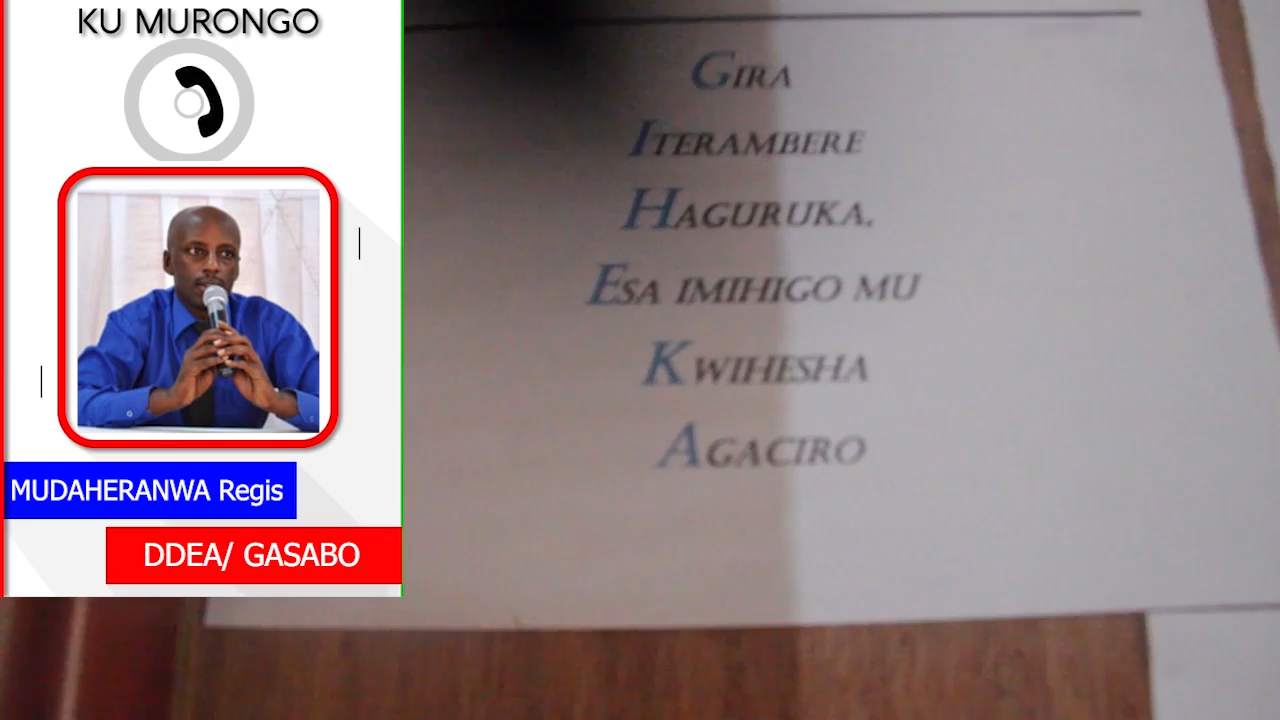 KU MURONGO
MUDAHERANWA Regis
DDEA/ GASABO
GIRA
ITERAMBERE
HAGURUKA.
ESA IMIHIGO MU
KWIHESHA
AGACIRO